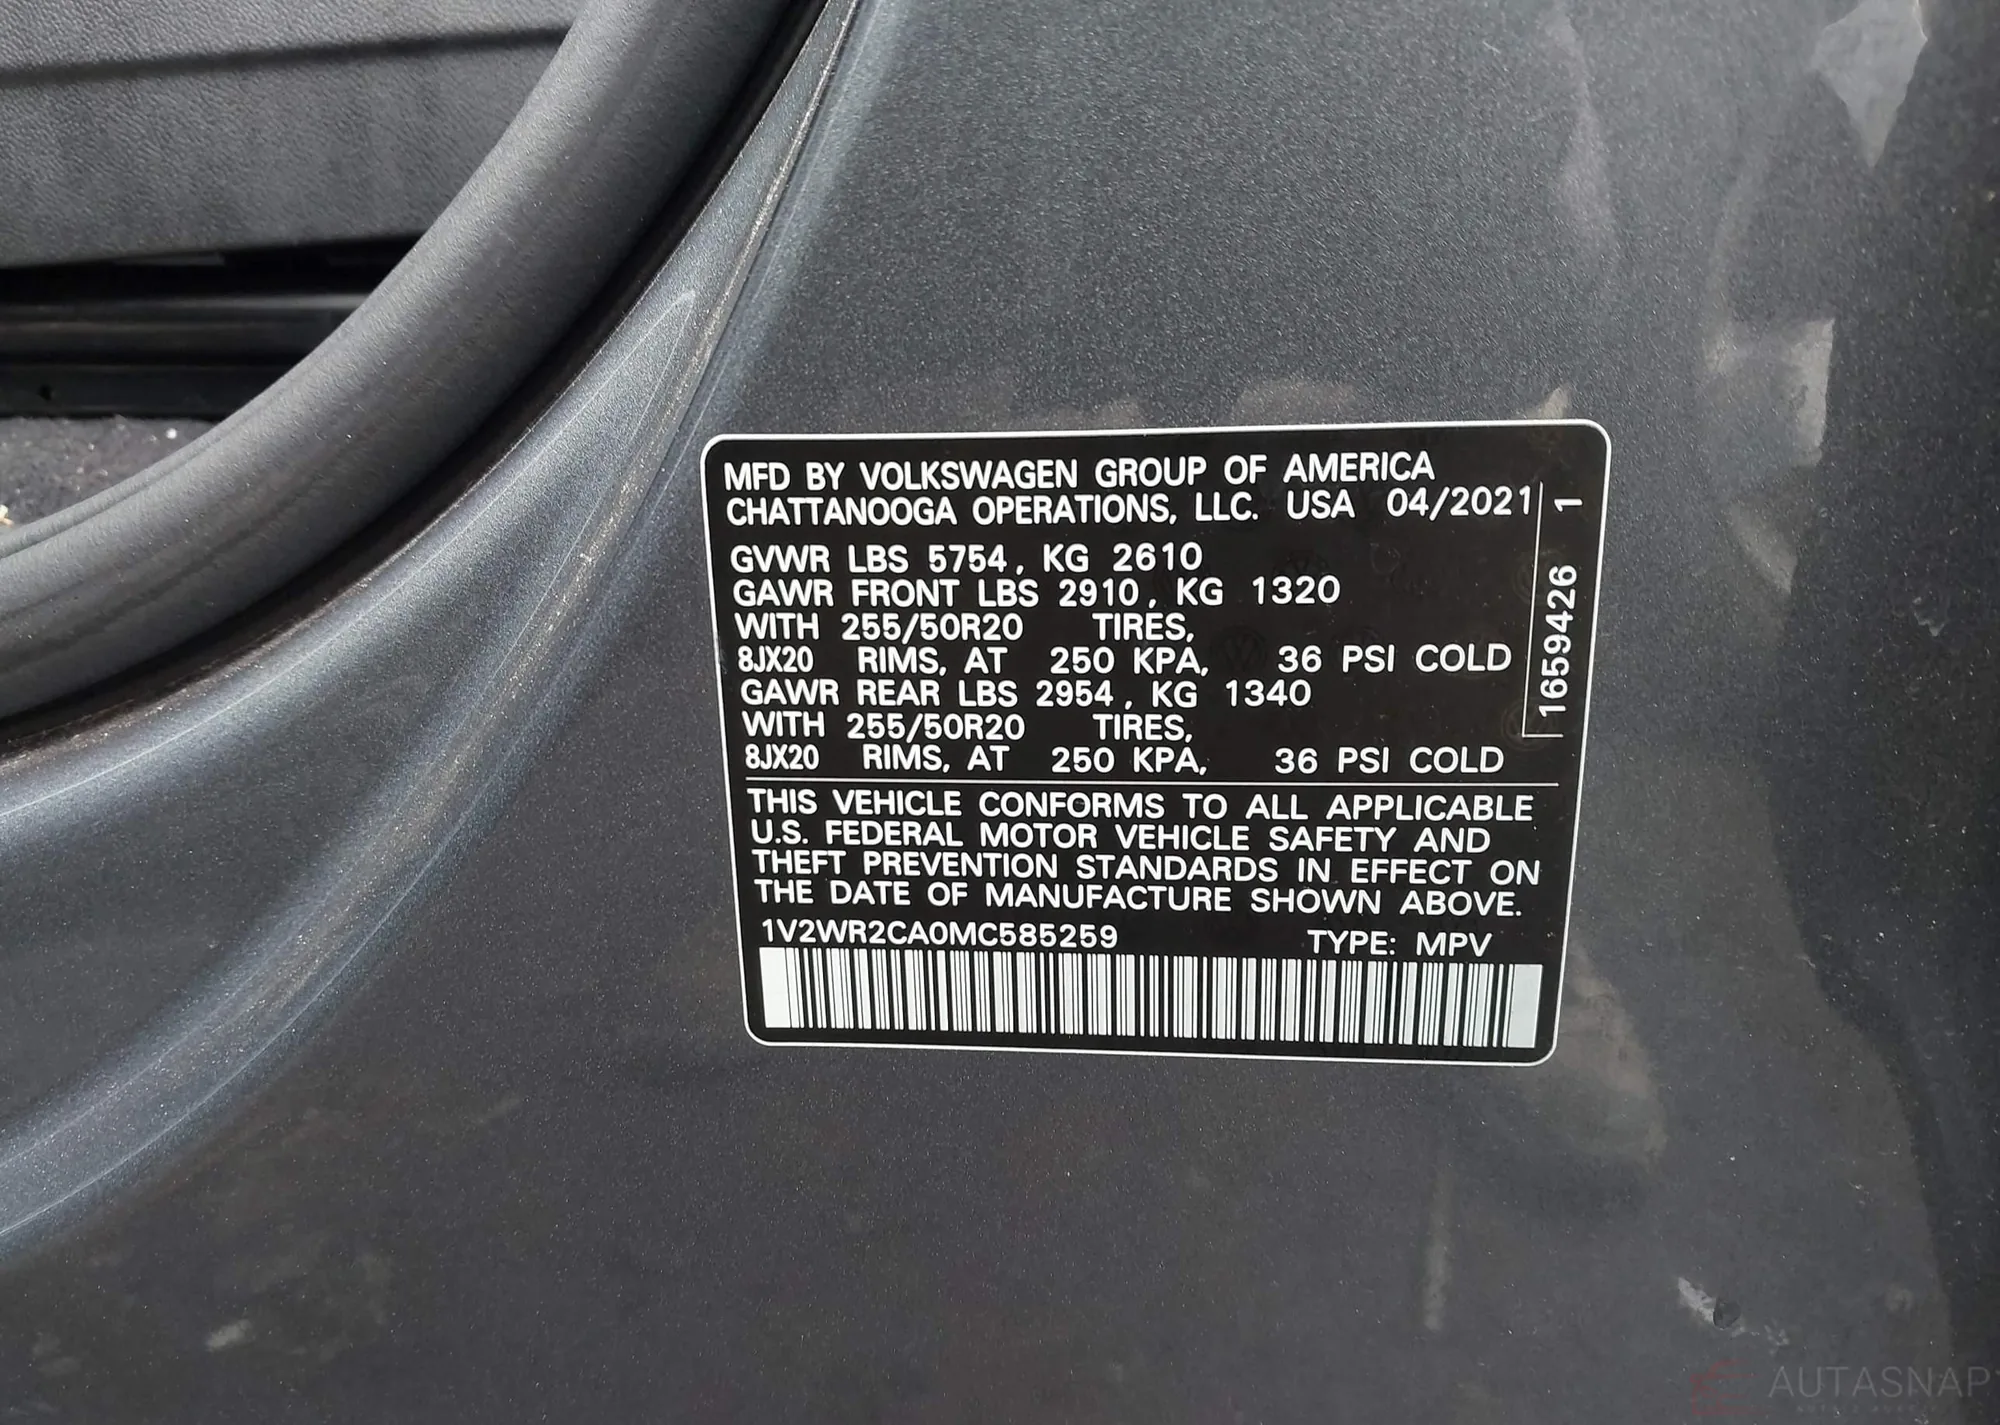 MFD BY VOLKSWAGEN GROUP OF AMERICA
CHATTANOOGA OPERATIONS, LLC. USA 04/2021
GVWR LBS 5754, KG 2610
GAWR FRONT LBS 2910, KG 1320
WITH 255/50R20 TIRES,
8JX20 RIMS, AT 250 KPA, 36 PSI COLD
GAWR REAR LBS 2954, KG 1340
WITH 255/50R20 TIRES,
8JX20 RIMS, AT 250 KPA, 36 PSI COLD
1659426 1
THIS VEHICLE CONFORMS TO ALL APPLICABLE
U.S. FEDERAL MOTOR VEHICLE SAFETY AND
THEFT PREVENTION STANDARDS IN EFFECT ON
THE DATE OF MANUFACTURE SHOWN ABOVE.
1V2WR2CA0MC585259 TYPE: MPV
AUTASNAP